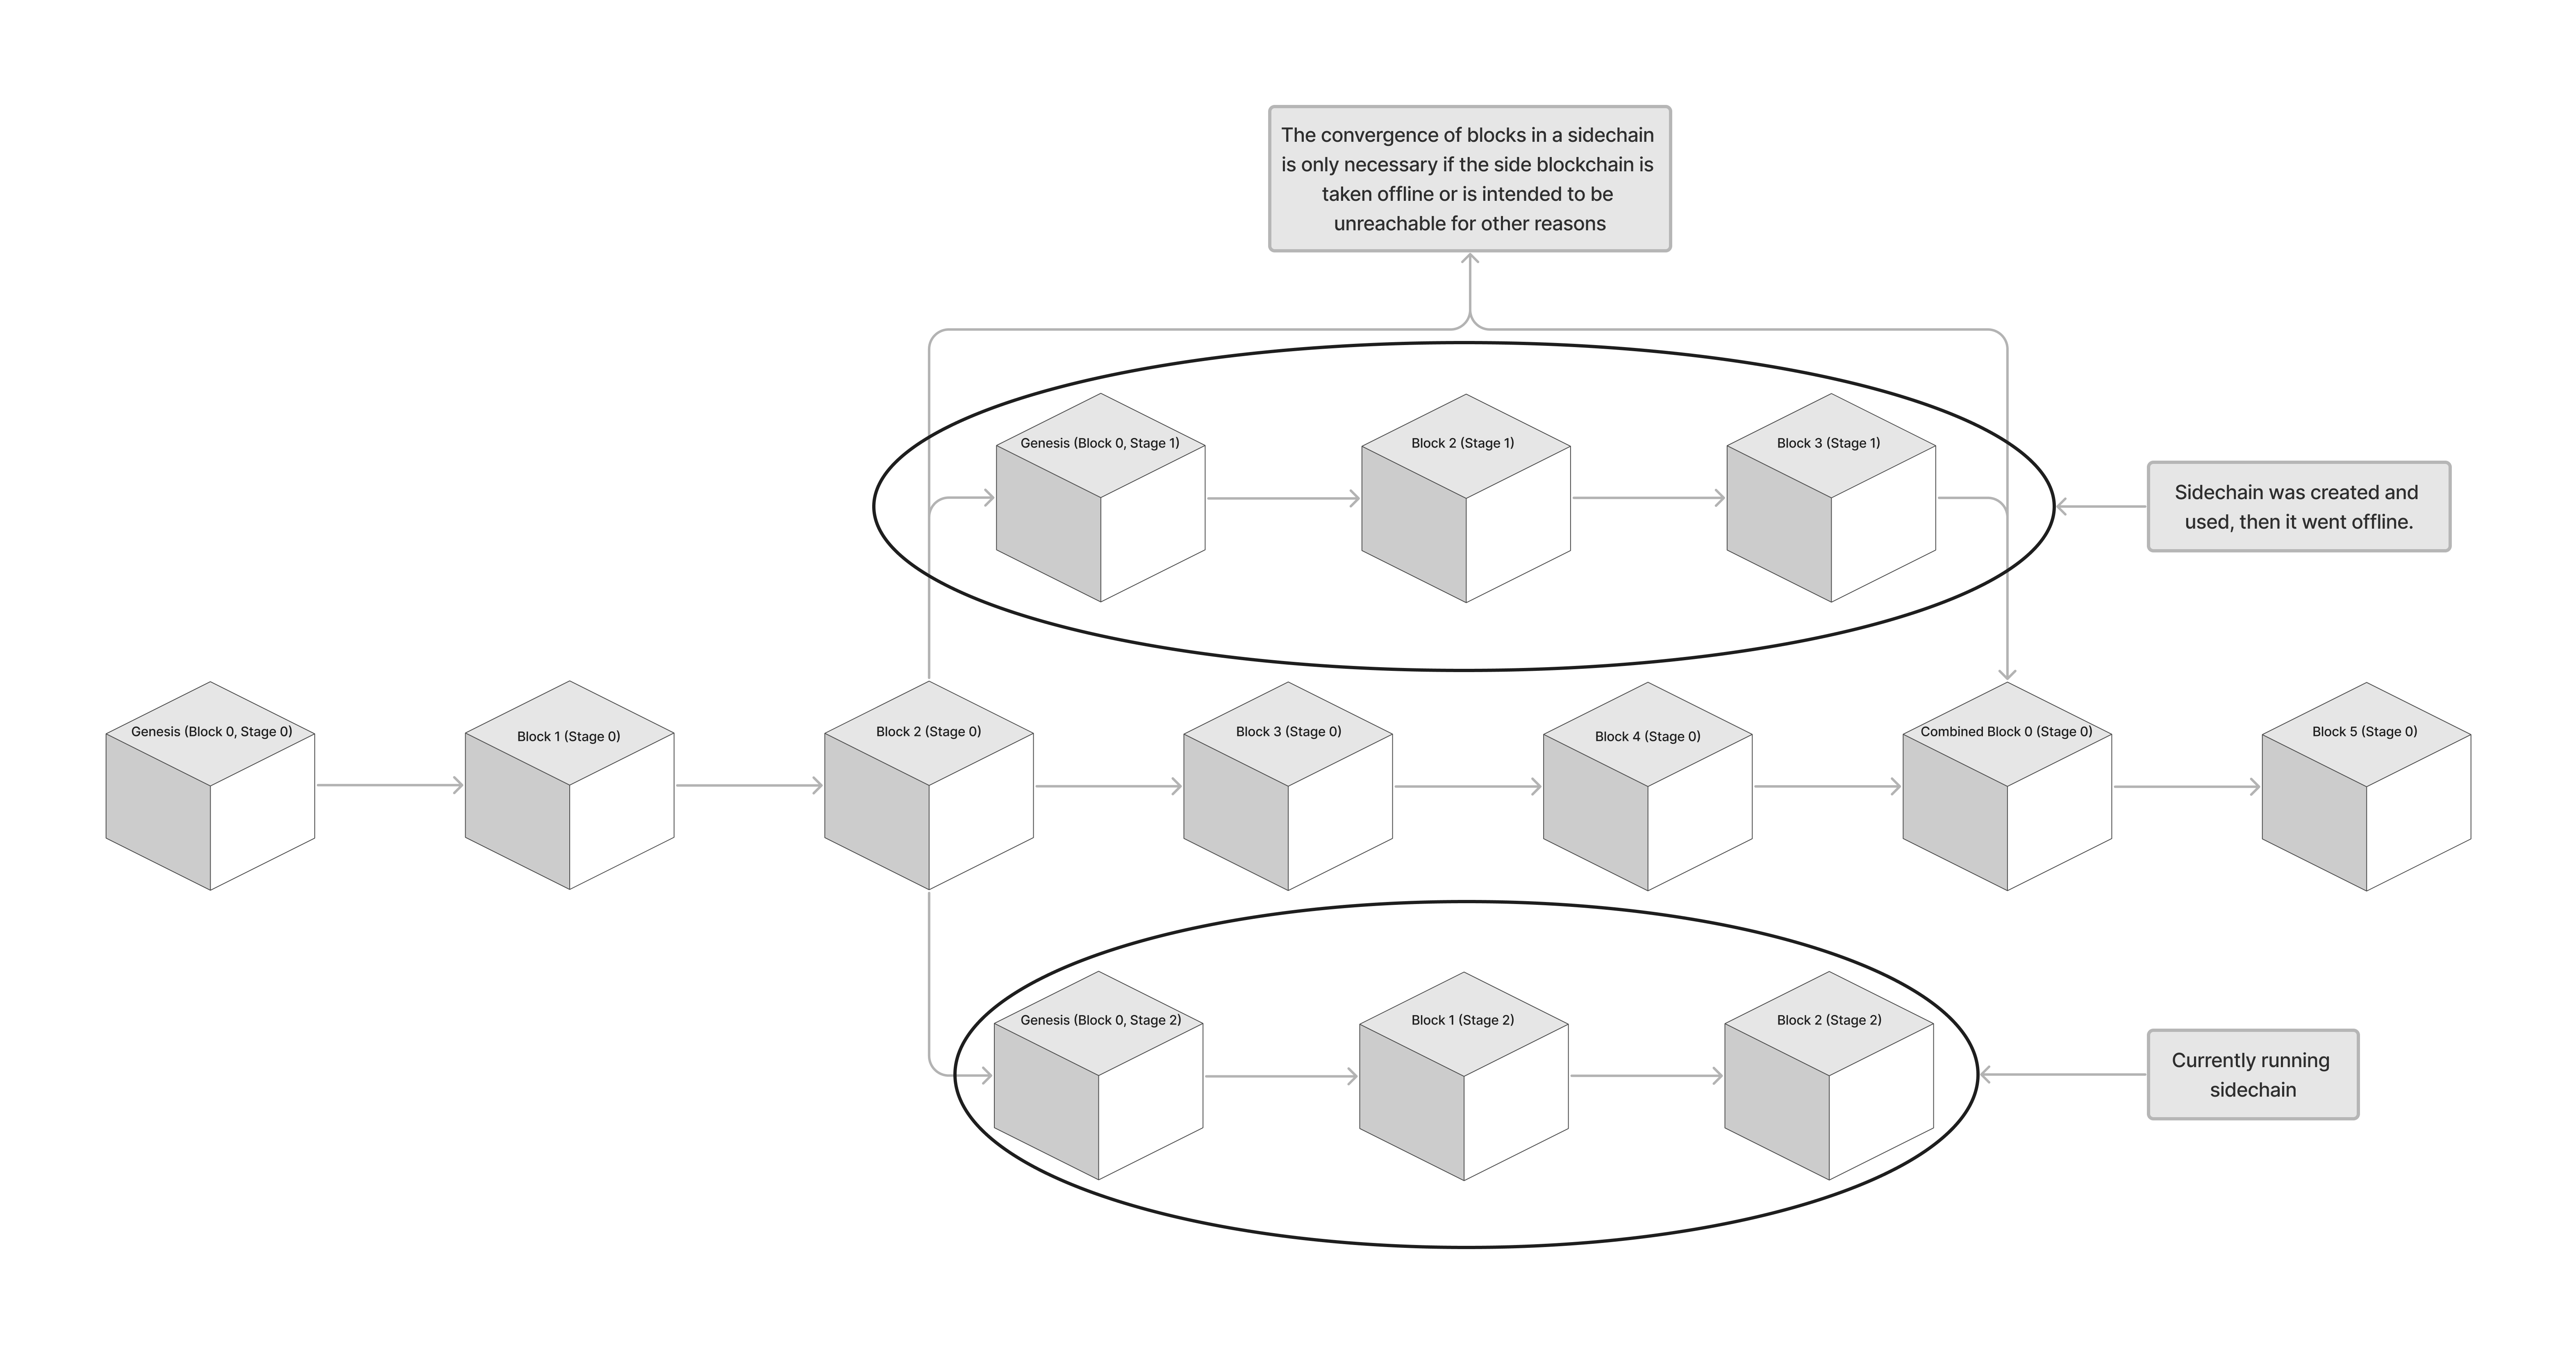 The convergence of blocks in a sidechain
is only necessary if the side blockchain is
taken offline or is intended to be
unreachable for other reasons
Genesis (Block 0, Stage 1)
Block 2 (Stage 1)
Block 3 (Stage 1)
Sidechain was created and
used, then it went offline.
Genesis (Block 0, Stage 0)
Block 1 (Stage 0)
Block 2 (Stage 0)
Block 3 (Stage 0)
Block 4 (Stage 0)
Combined Block 0 (Stage 0)
Block 5 (Stage 0)
Genesis (Block 0, Stage 2)
Block 1 (Stage 2)
Block 2 (Stage 2)
Currently running
sidechain